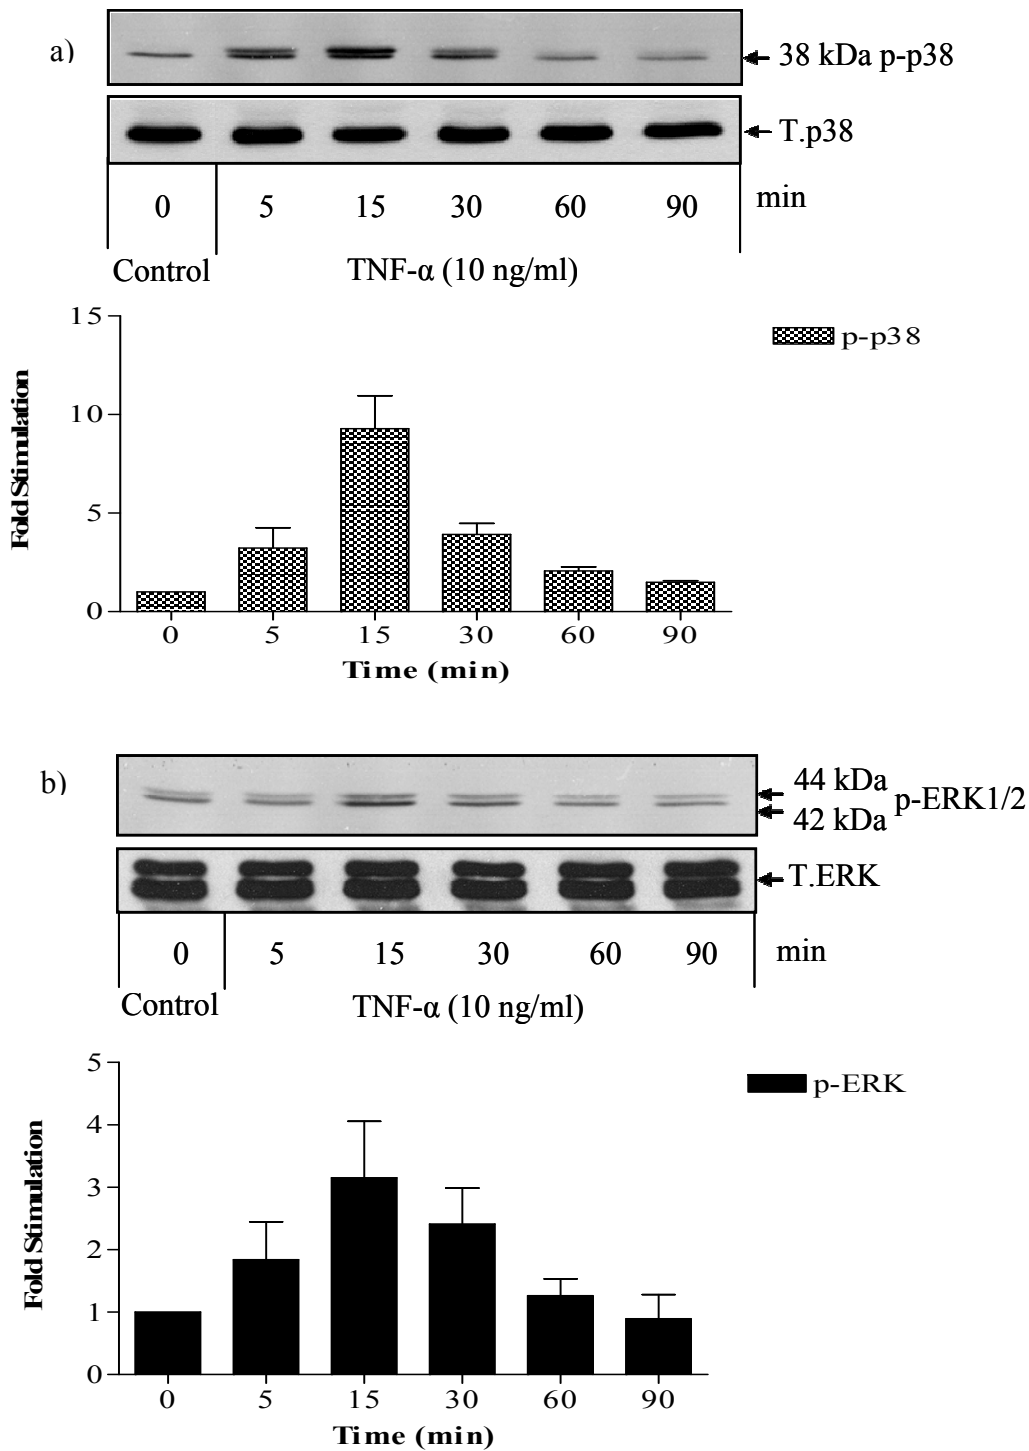 a)
38 kDa p-p38
T.p38
0 5 15 30 60 90 min
Control TNF-α (10 ng/ml)
15
10
5
0
Fold Stimulation
p-p38
0 5 15 30 60 90
Time (min)
b)
44 kDa
p-ERK1/2
42 kDa
T.ERK
0 5 15 30 60 90 min
Control TNF-α (10 ng/ml)
5
4
3
2
1
0
Fold Stimulation
p-ERK
0 5 15 30 60 90
Time (min)